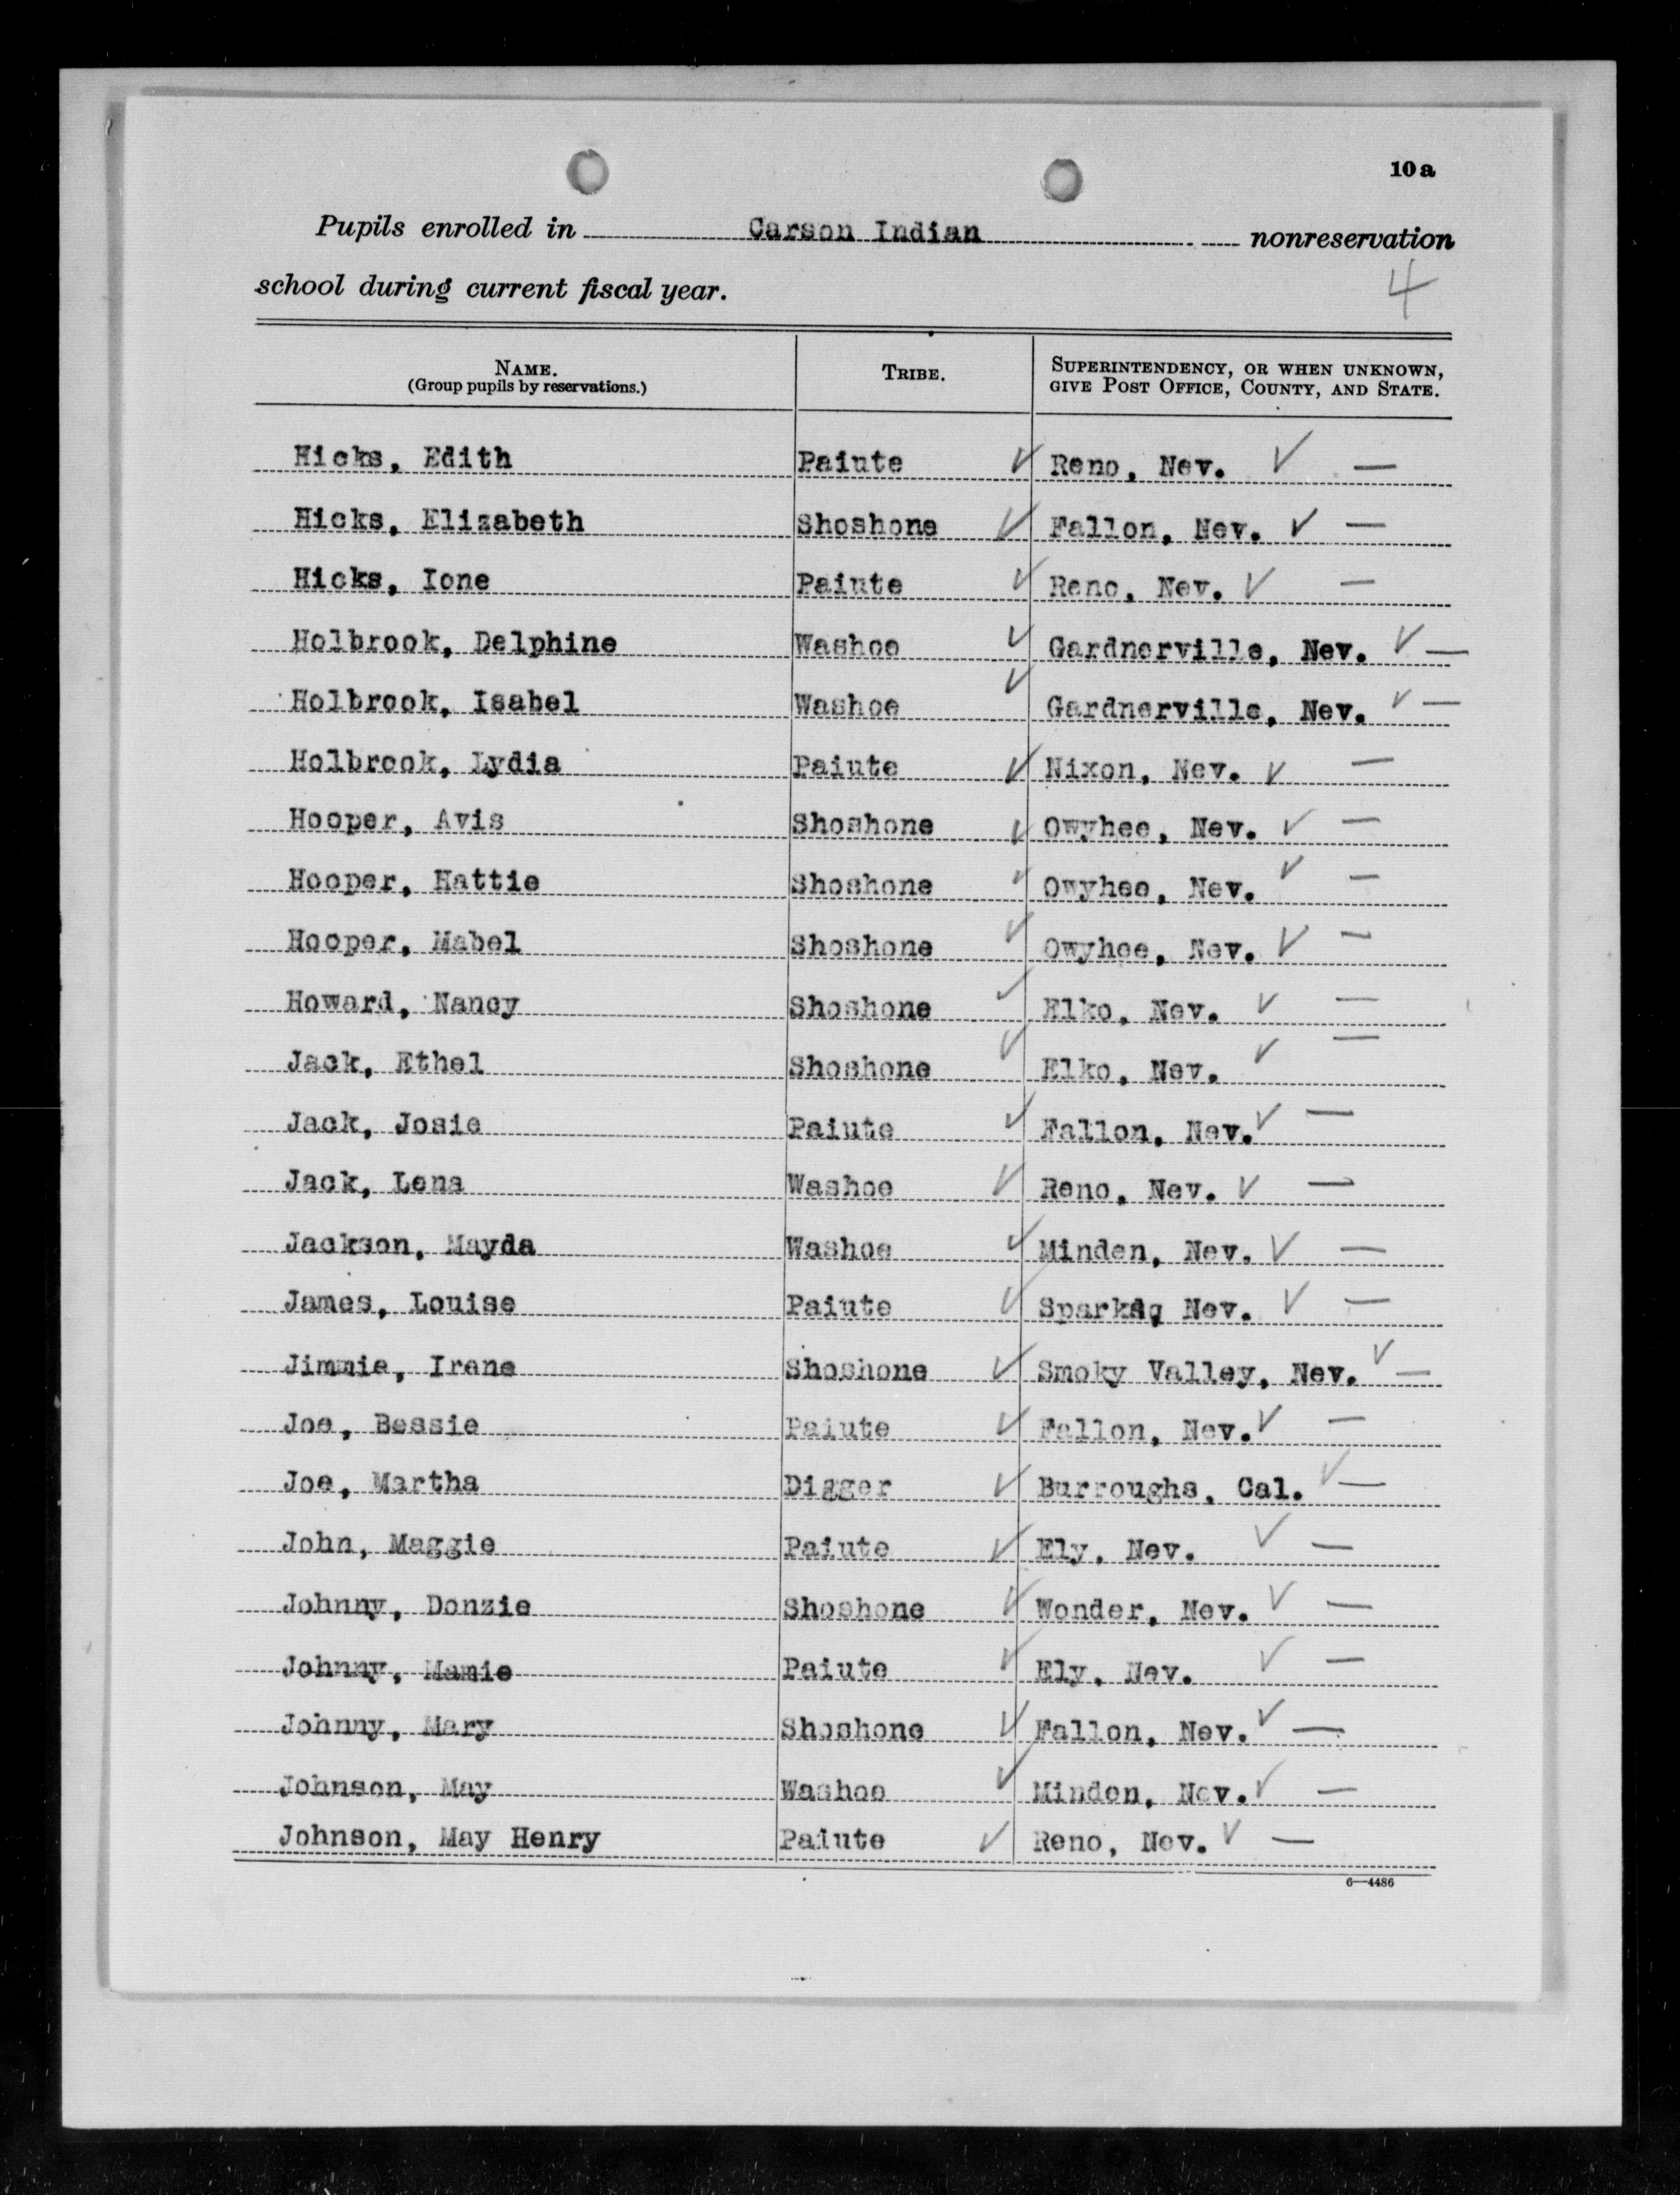 10 a
Pupils enrolled in Carson Indian nonreservation
4
school during current fiscal year.
NAME. TRIBE. SUPERINTENDENCY, OR WHEN UNKNOWN,
(Group pupils by reservations.) GIVE POST OFFICE, COUNTY, AND STATE.
Hicks, Edith Paiute ✓ Reno, Nev. ✓ —
Hicks, Elizabeth Shoshone ✓ Fallon, Nev. ✓ —
Hicks, Ione Paiute ✓ Reno, Nev. ✓ —
Holbrook, Delphine Washoe ✓ Gardnerville, Nev. ✓ —
Holbrook, Isabel Washoe ✓ Gardnerville, Nev. ✓ —
Holbrook, Lydia Paiute ✓ Nixon, Nev. ✓ —
Hooper, Avis Shoshone ✓ Owyhee, Nev. ✓ —
Hooper, Hattie Shoshone ✓ Owyhee, Nev. ✓ —
Hooper, Mabel Shoshone ✓ Owyhee, Nev. ✓ —
Howard, Nancy Shoshone ✓ Elko, Nev. ✓ —
Jack, Ethel Shoshone ✓ Elko, Nev. ✓ —
Jack, Josie Paiute ✓ Fallon, Nev. ✓ —
Jack, Lena Washoe ✓ Reno, Nev. ✓ —
Jackson, Mayda Washoe ✓ Minden, Nev. ✓ —
James, Louise Paiute ✓ Sparks, Nev. ✓ —
Jimmie, Irene Shoshone ✓ Smoky Valley, Nev. ✓ —
Joe, Bessie Paiute ✓ Fallon, Nev. ✓ —
Joe, Martha Digger ✓ Burroughs, Cal. ✓ —
John, Maggie Paiute ✓ Ely, Nev. ✓ —
Johnny, Donzie Shoshone ✓ Wonder, Nev. ✓ —
Johnny, Mamie Paiute ✓ Ely, Nev. ✓ —
Johnny, Mary Shoshone ✓ Fallon, Nev. ✓ —
Johnson, May Washoe ✓ Minden, Nev. ✓ —
Johnson, May Henry Paiute ✓ Reno, Nev. ✓ —
6—4486